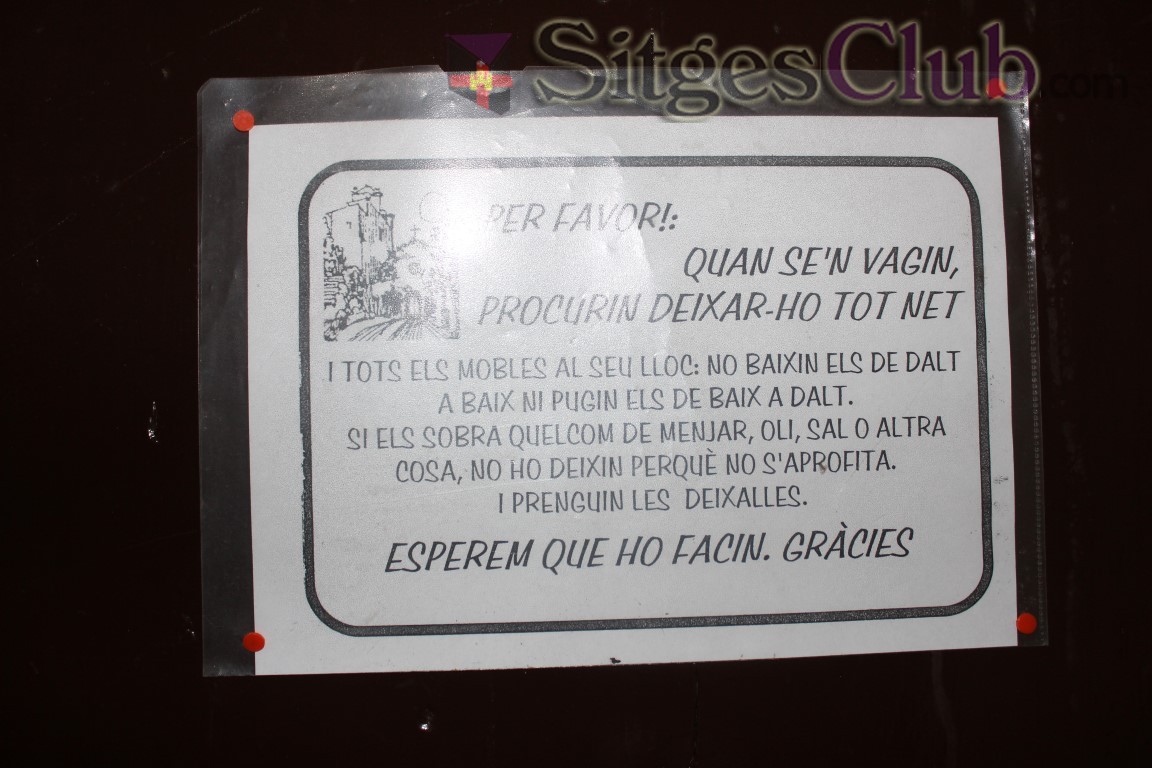 SitgesClub.com
PER FAVOR!:
QUAN SE'N VAGIN,
PROCURIN DEIXAR-HO TOT NET
I TOTS ELS MOBLES AL SEU LLOC: NO BAIXIN ELS DE DALT
A BAIX NI PUGIN ELS DE BAIX A DALT.
SI ELS SOBRA QUELCOM DE MENJAR, OLI, SAL O ALTRA
COSA, NO HO DEIXIN PERQUÈ NO S'APROFITA.
I PRENGUIN LES DEIXALLES.
ESPEREM QUE HO FACIN. GRÀCIES